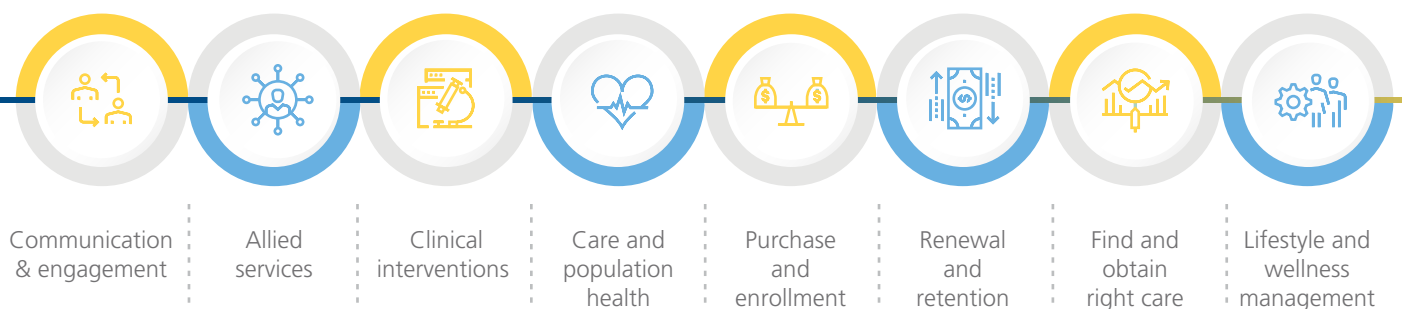 Communication
& engagement
Allied
services
Clinical
interventions
Care and
population
health
Purchase
and
enrollment
Renewal
and
retention
Find and
obtain
right care
Lifestyle and
wellness
management